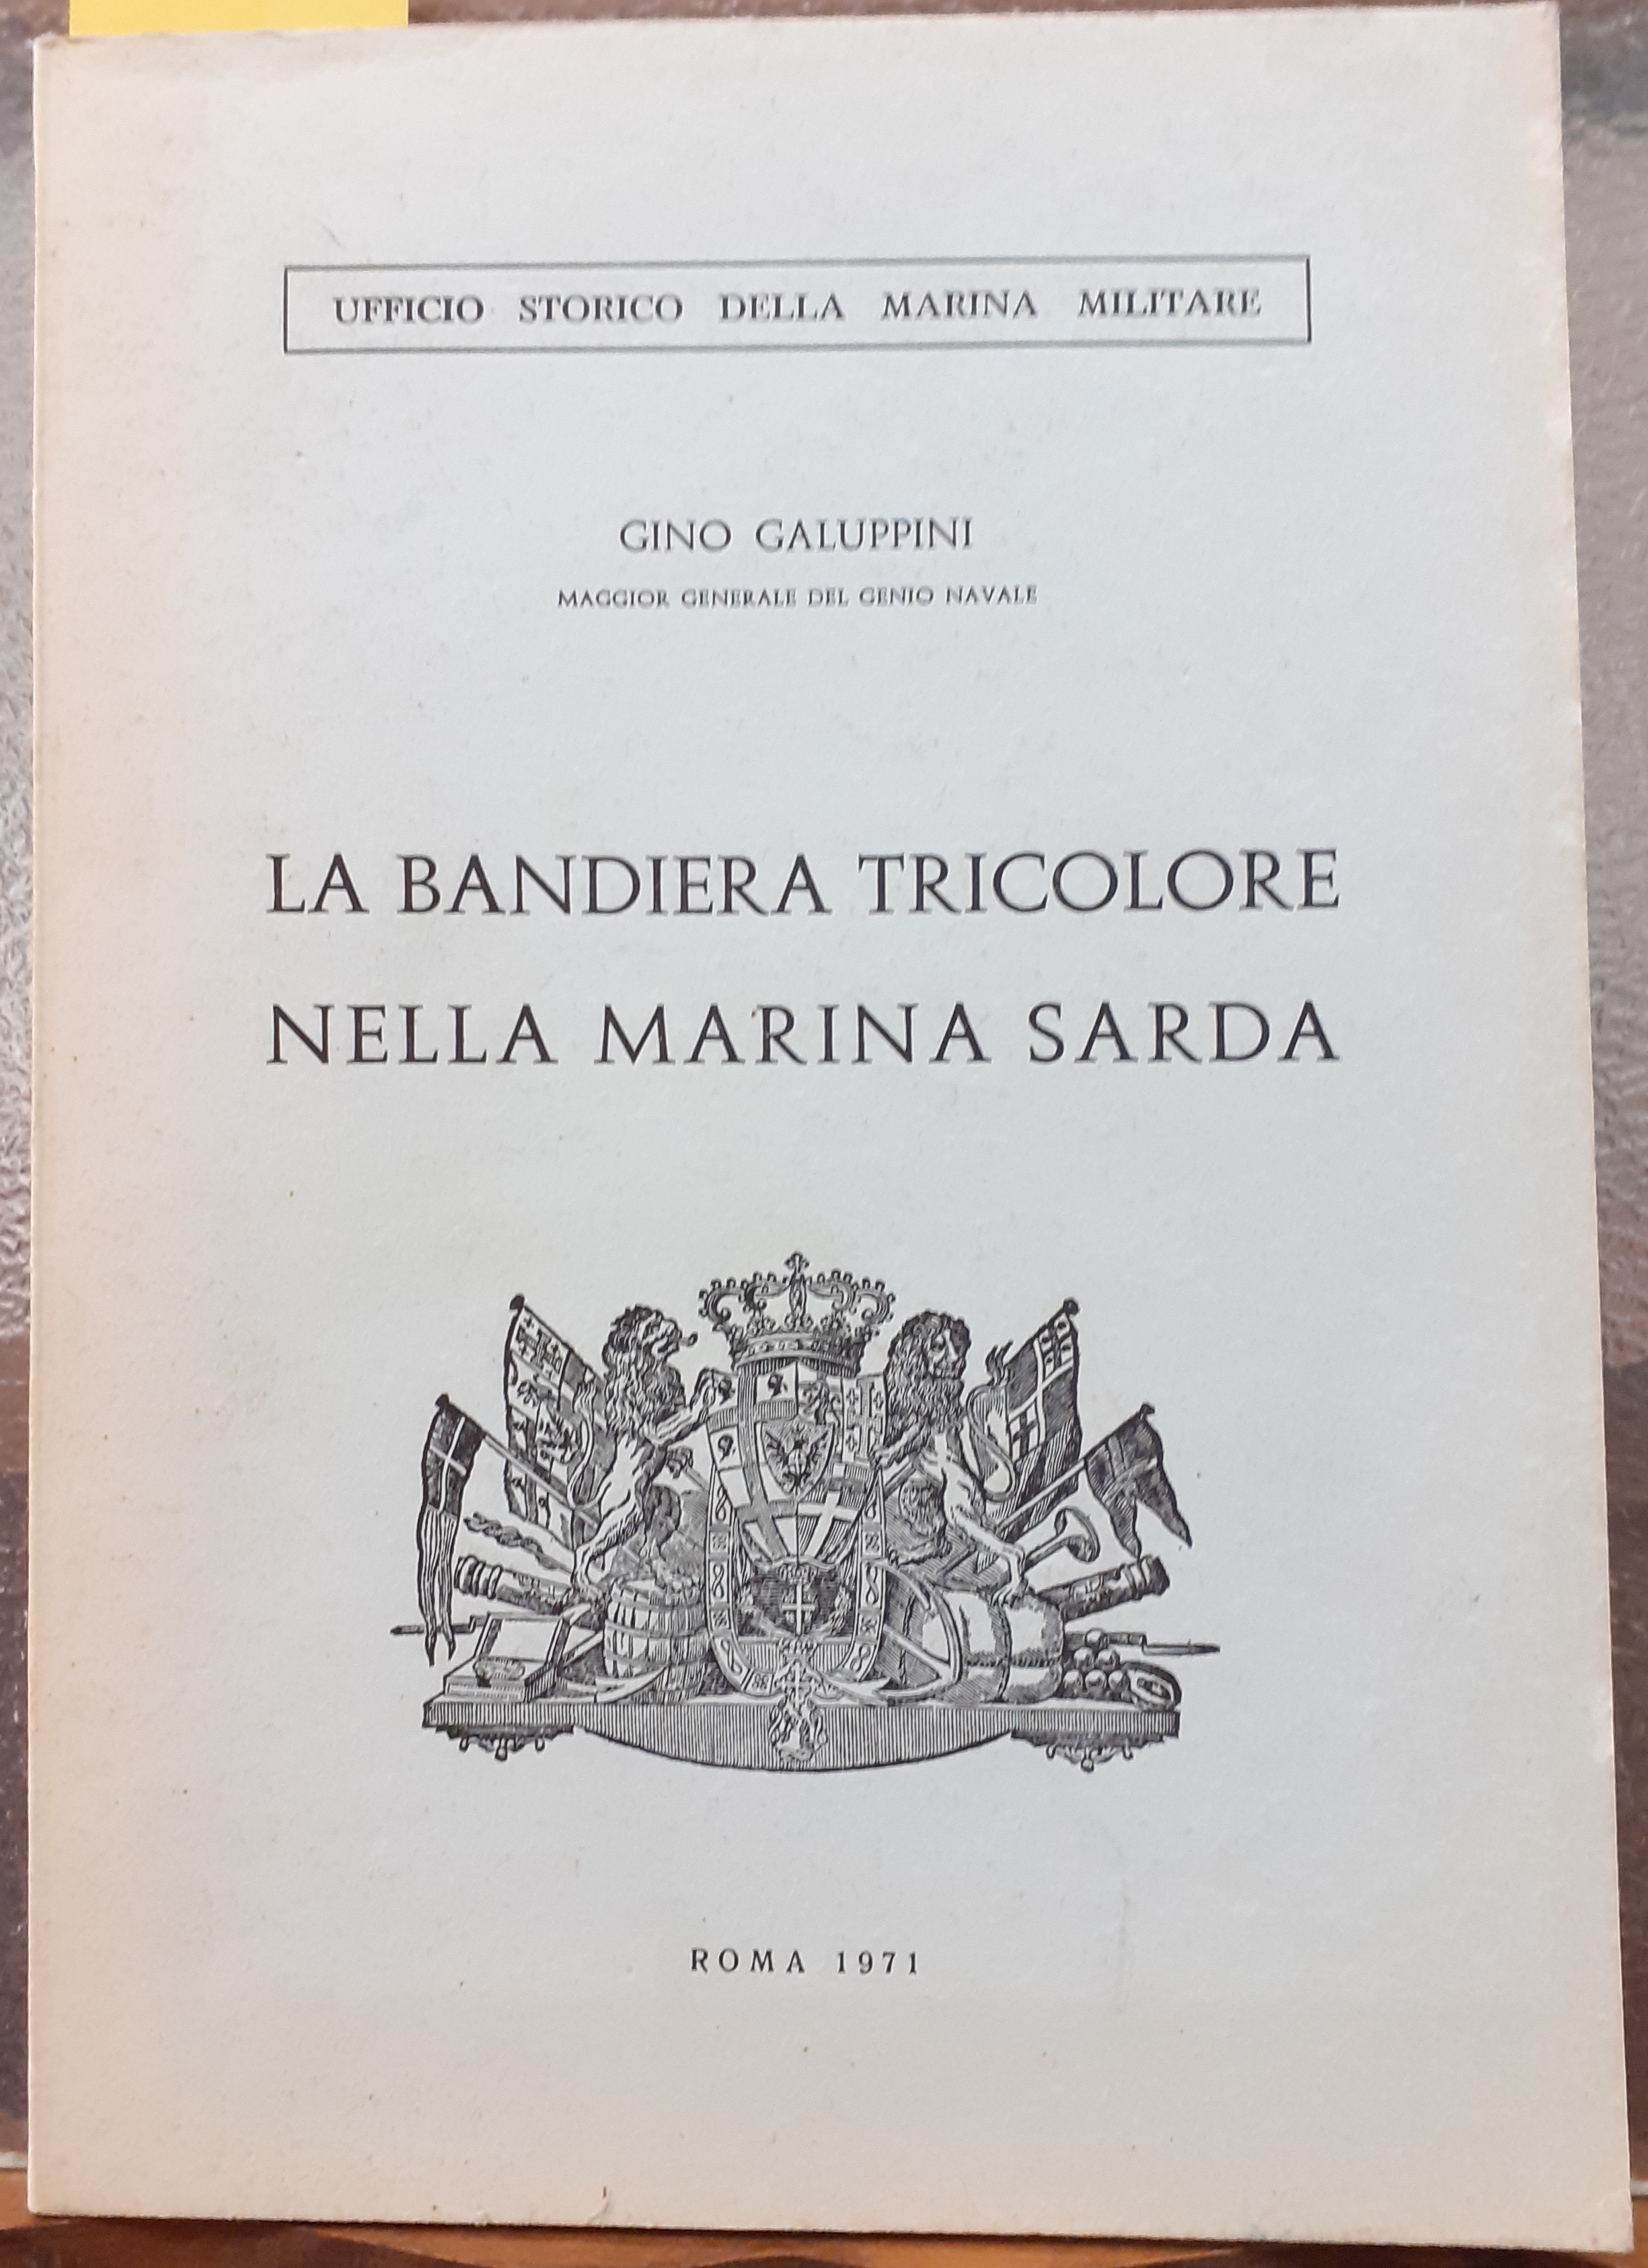 UFFICIO STORICO DELLA MARINA MILITARE
GINO GALUPPINI
MAGGIOR GENERALE DEL GENIO NAVALE
LA BANDIERA TRICOLORE
NELLA MARINA SARDA
ROMA 1971